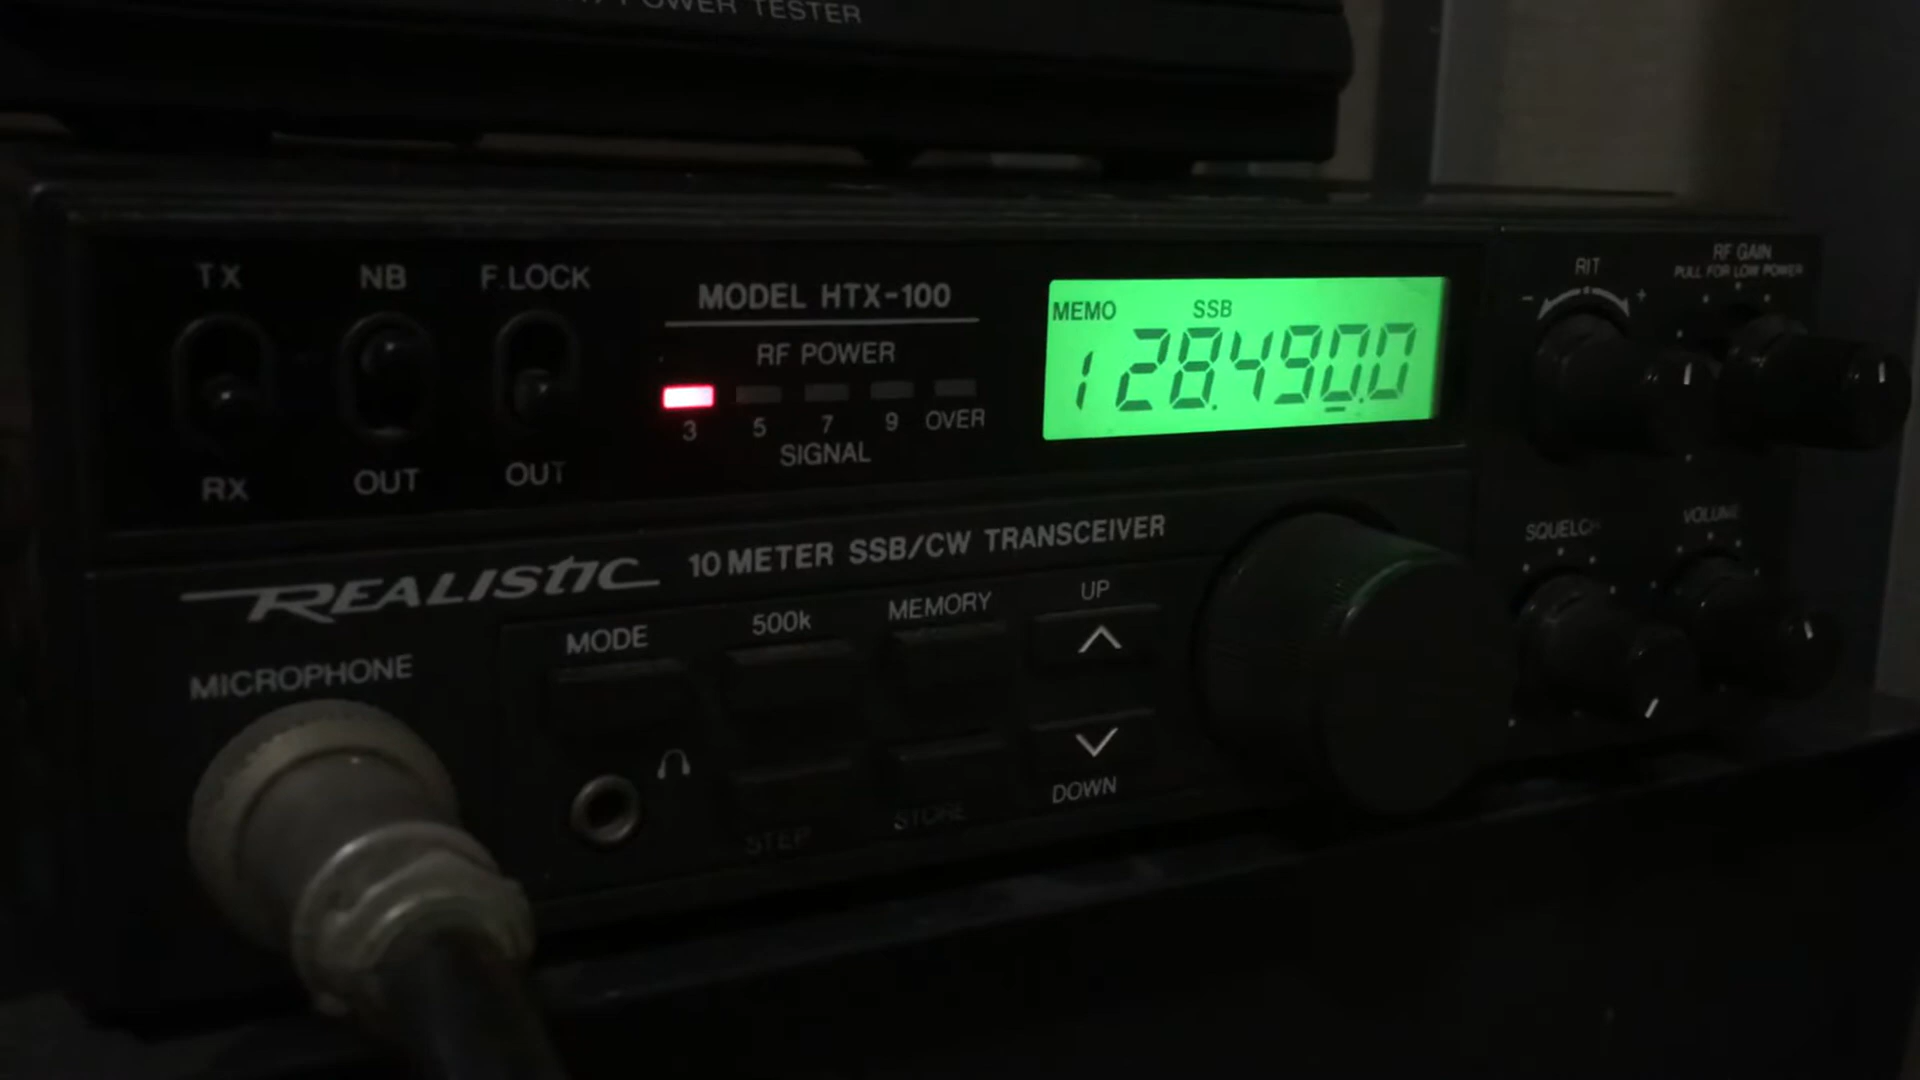 POWER TESTER
TX
NB
F.LOCK
MODEL HTX-100
RF POWER
3 5 7 9 OVER
SIGNAL
RX
OUT
OUT
MEMO SSB
1 28.490.0
RIT
- +
RF GAIN
PULL FOR LOW POWER
SQUELCH
VOLUME
REALISTIC 10 METER SSB/CW TRANSCEIVER
MICROPHONE
MODE
500k
MEMORY
UP
STEP
STORE
DOWN